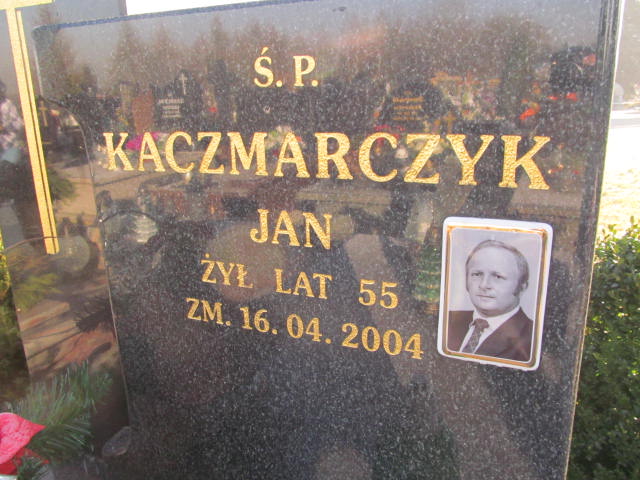 Ś.P.
KACZMARCZYK
JAN
ŻYŁ LAT 55
ZM. 16.04.2004